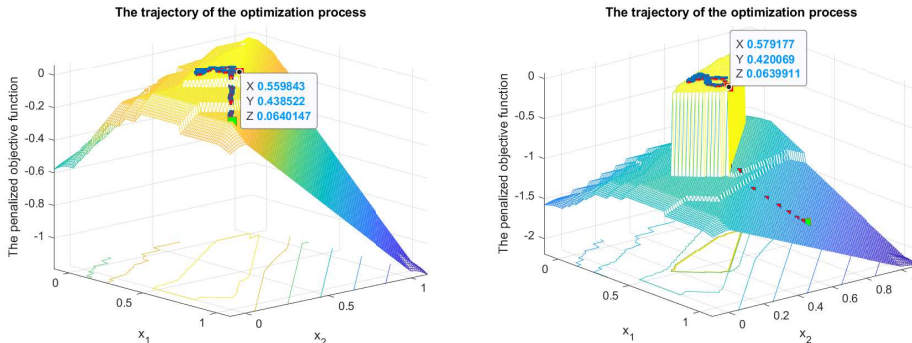 The trajectory of the optimization process
The penalized objective function
0
-0.2
-0.4
-0.6
-0.8
-1
X 0.559843
Y 0.438522
Z 0.0640147
0
0.5
1
x1
0
0.5
1
x2
The trajectory of the optimization process
The penalized objective function
0
-0.5
-1
-1.5
-2
X 0.579177
Y 0.420069
Z 0.0639911
0
0.5
1
x1
0
0.2
0.4
0.6
0.8
x2